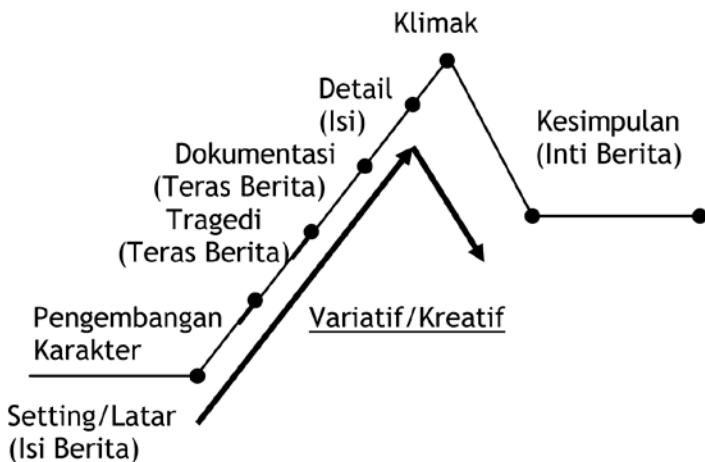 Klimak
Detail
(Isi)
Kesimpulan
(Inti Berita)
Dokumentasi
(Teras Berita)
Tragedi
(Teras Berita)
Pengembangan
Karakter
Variatif/Kreatif
Setting/Latar
(Isi Berita)